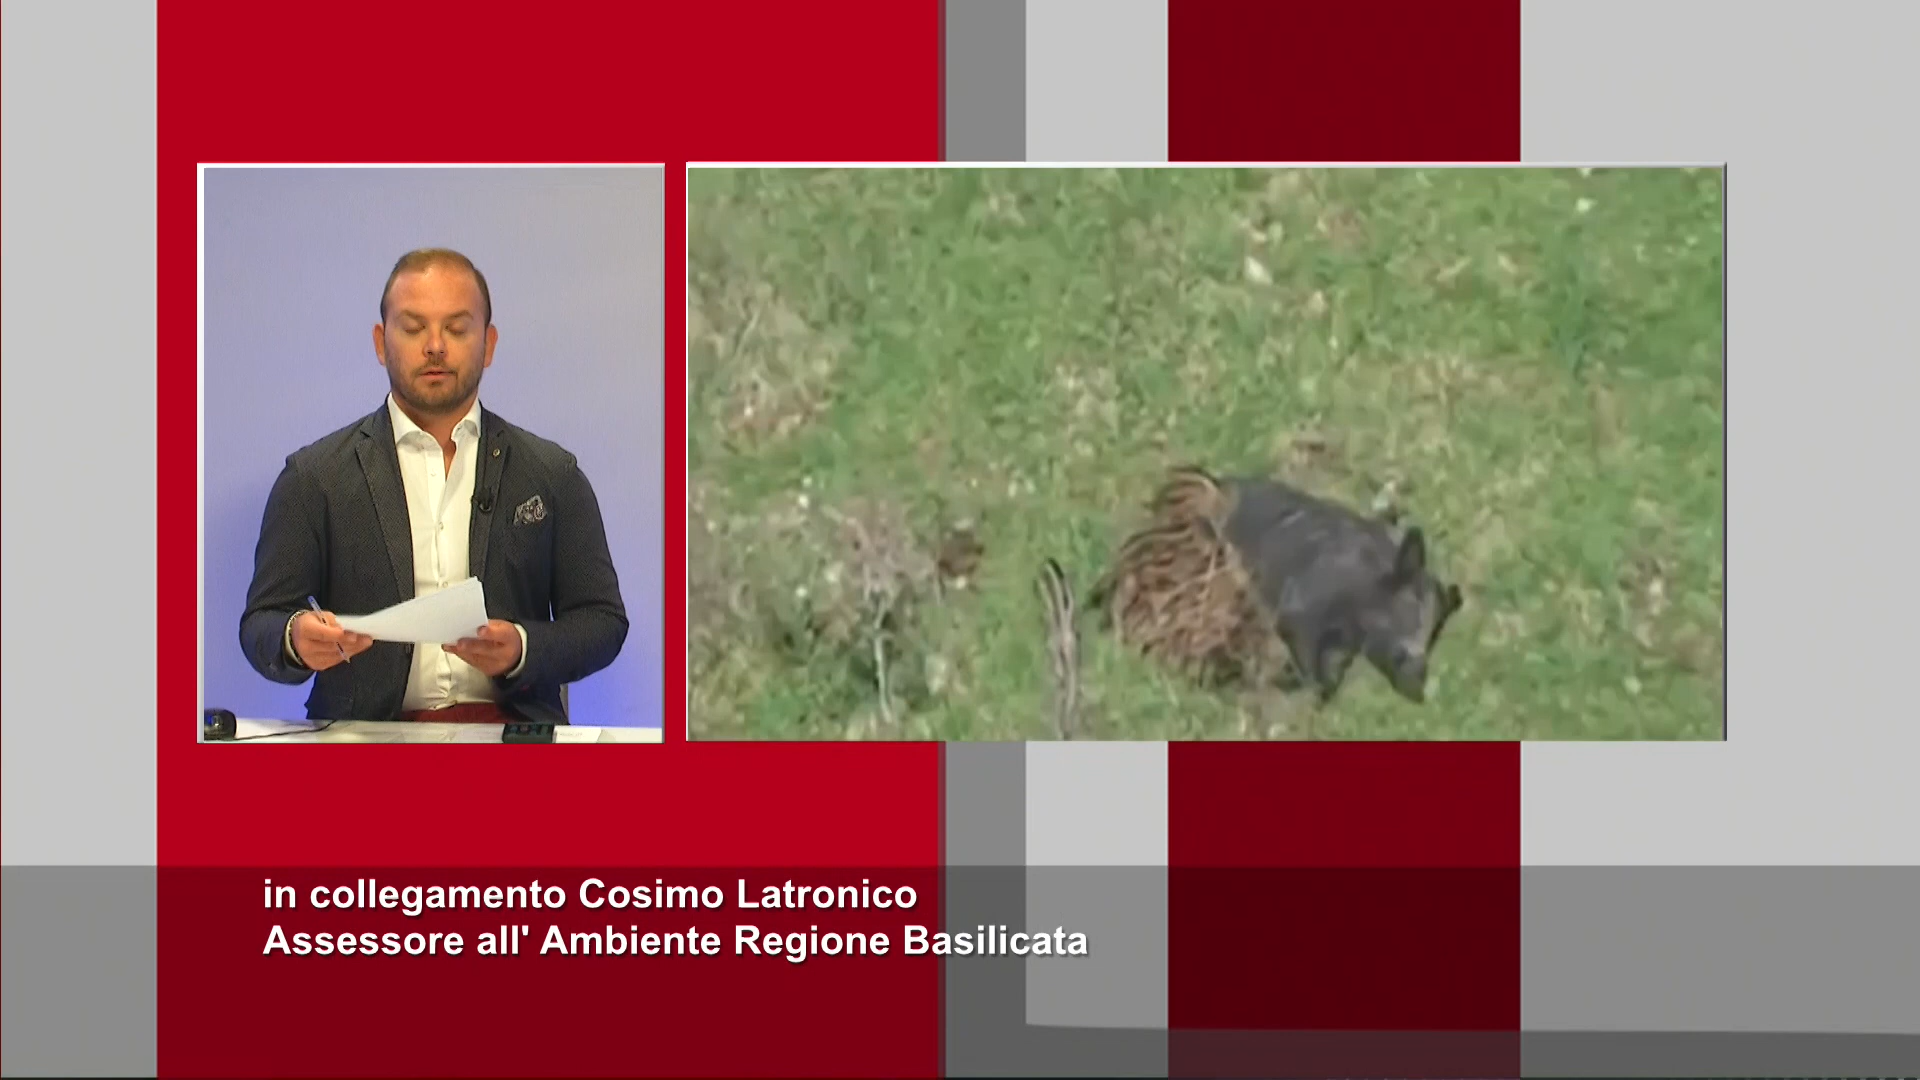 in collegamento Cosimo Latronico
Assessore all' Ambiente Regione Basilicata